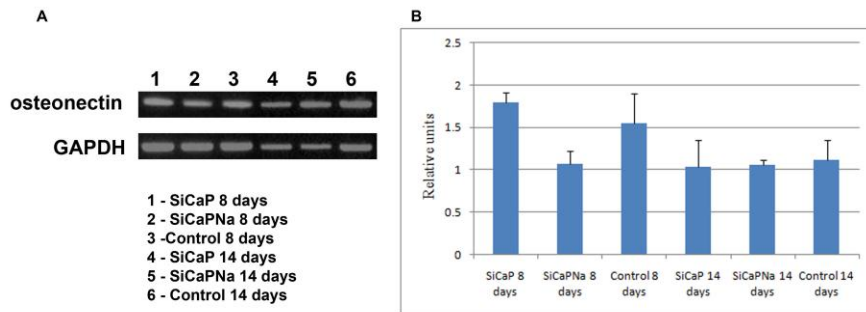 A
1 2 3 4 5 6
osteonectin
GAPDH
1 - SiCaP 8 days
2 - SiCaPNa 8 days
3 -Control 8 days
4 - SiCaP 14 days
5 - SiCaPNa 14 days
6 - Control 14 days
B
2.5
2
1.5
1
0.5
0
Relative units
SiCaP 8 days
SiCaPNa 8 days
Control 8 days
SiCaP 14 days
SiCaPNa 14 days
Control 14 days